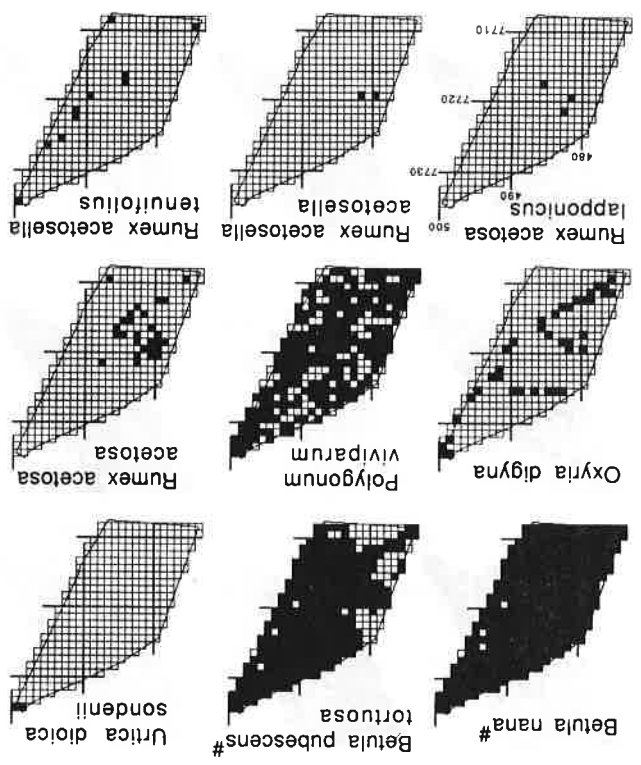 Betula nana#
Betula pubescens#
tortuosa
Urtica dioica
sondenii
Oxyria digyna
Polygonum
viviparum
Rumex acetosa
acetosa
Rumex acetosa
lapponicus
500
490
7730
480
7720
7710
Rumex acetosella
acetosella
Rumex acetosella
tenuifolius